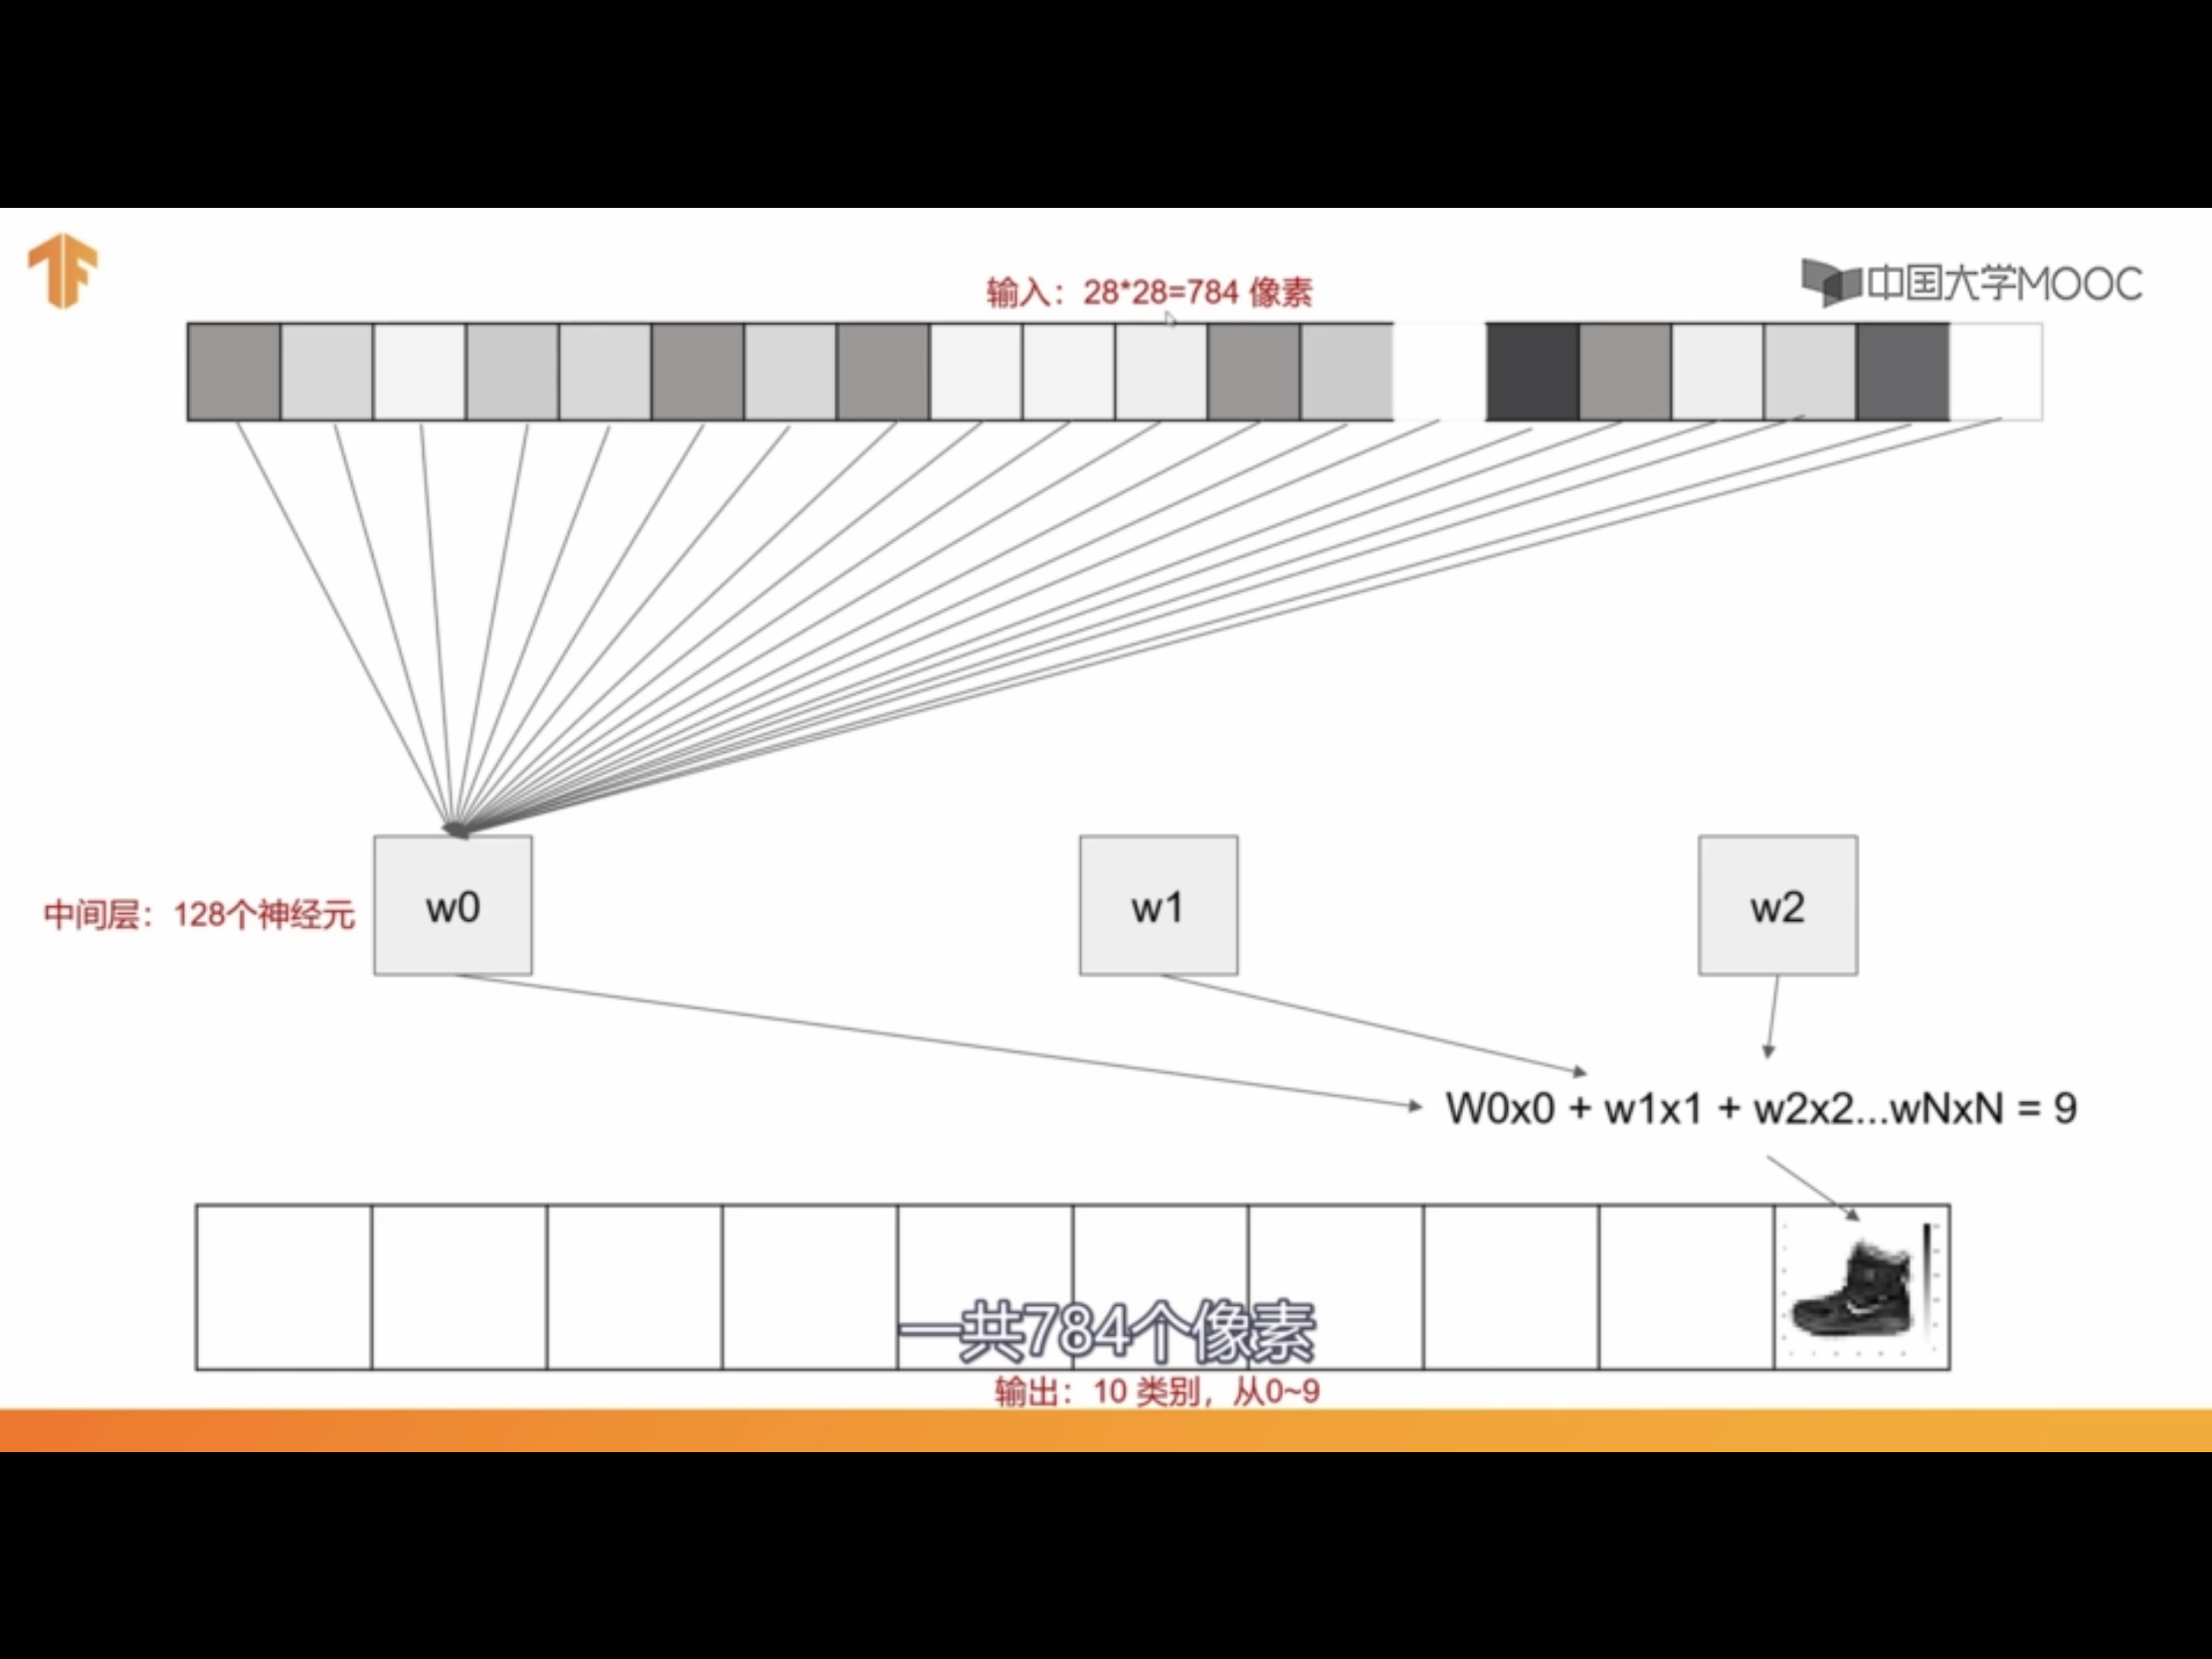 中国大学MOOC
输入：28*28=784 像素
中间层：128个神经元
w0
w1
w2
W0x0 + w1x1 + w2x2...wNxN = 9
一共784个像素
输出：10 类别，从0~9